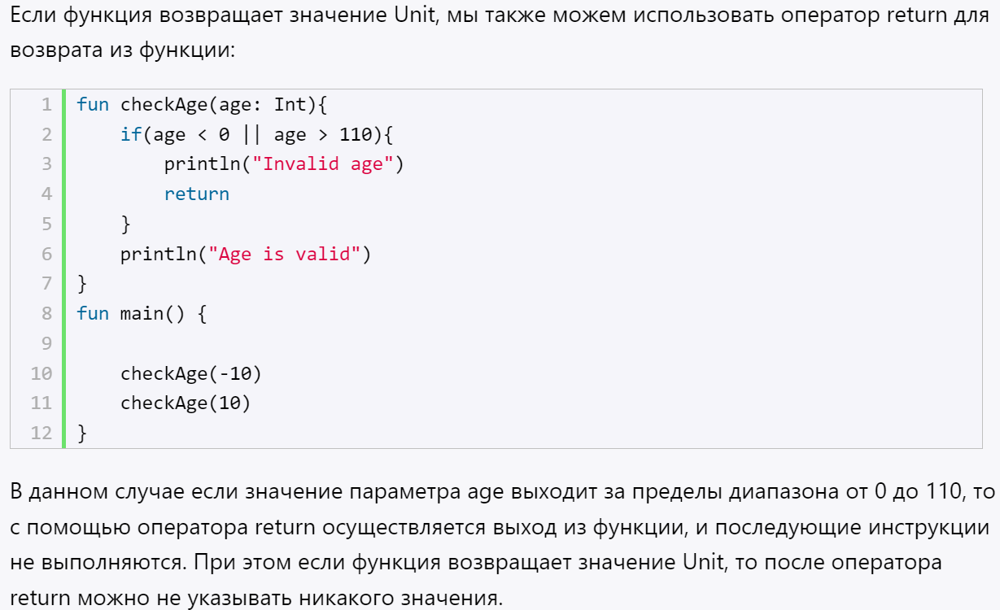 Если функция возвращает значение Unit, мы также можем использовать оператор return для
возврата из функции:
1 fun checkAge(age: Int){
2     if(age < 0 || age > 110){
3         println("Invalid age")
4         return
5     }
6     println("Age is valid")
7 }
8 fun main() {
9
10     checkAge(-10)
11     checkAge(10)
12 }
В данном случае если значение параметра age выходит за пределы диапазона от 0 до 110, то
с помощью оператора return осуществляется выход из функции, и последующие инструкции
не выполняются. При этом если функция возвращает значение Unit, то после оператора
return можно не указывать никакого значения.